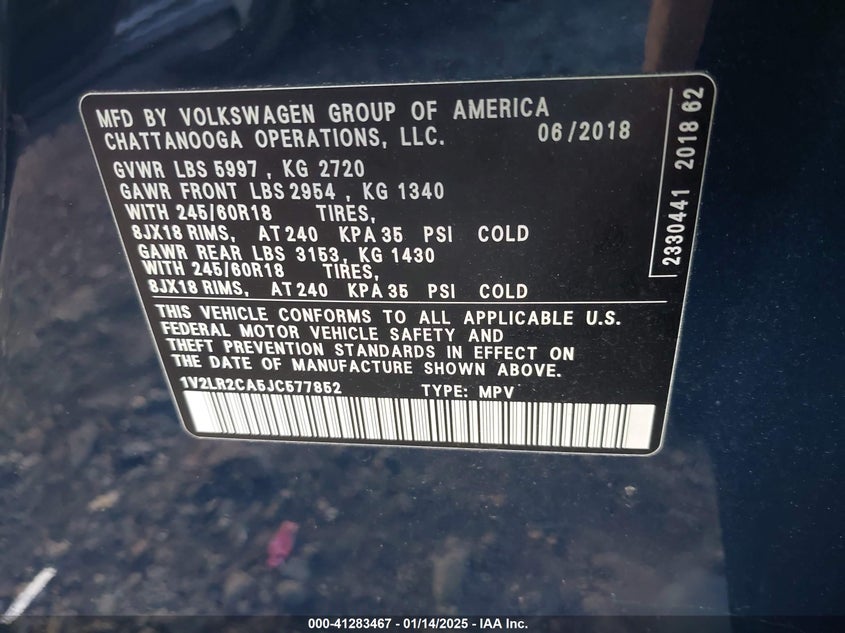 MFD BY VOLKSWAGEN GROUP OF AMERICA
CHATTANOOGA OPERATIONS, LLC. 06/2018
GVWR LBS 5997 , KG 2720
GAWR FRONT LBS 2954 , KG 1340
WITH 245/60R18 TIRES,
8JX18 RIMS, AT 240 KPA 35 PSI COLD
GAWR REAR LBS 3153, KG 1430
WITH 245/60R18 TIRES,
8JX18 RIMS, AT 240 KPA 35 PSI COLD
THIS VEHICLE CONFORMS TO ALL APPLICABLE U.S.
FEDERAL MOTOR VEHICLE SAFETY AND
THEFT PREVENTION STANDARDS IN EFFECT ON
THE DATE OF MANUFACTURE SHOWN ABOVE.
1V2LR2CA5JC577852 TYPE: MPV
2330441 2018 62
000-41283467 - 01/14/2025 - IAA Inc.